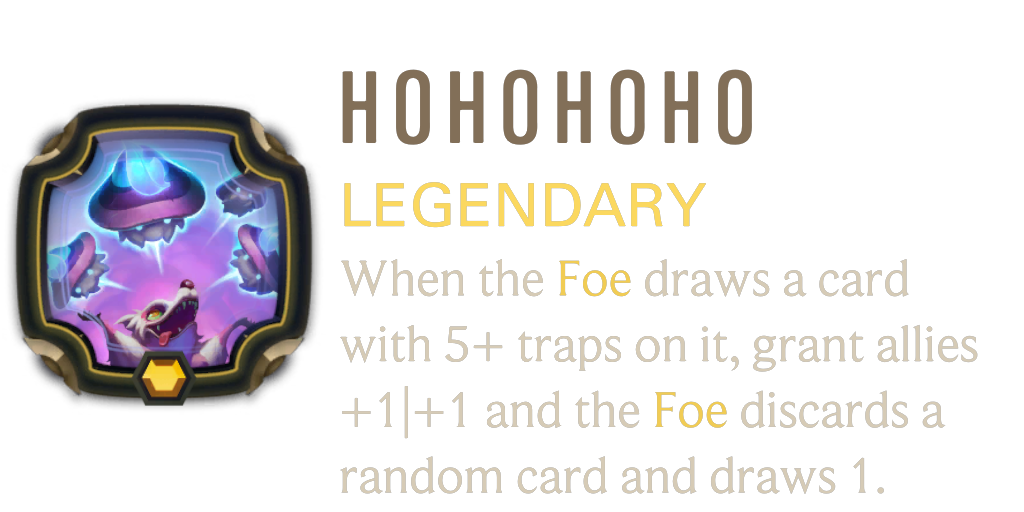 HOHOHOHO
LEGENDARY
When the Foe draws a card
with 5+ traps on it, grant allies
+1|+1 and the Foe discards a
random card and draws 1.